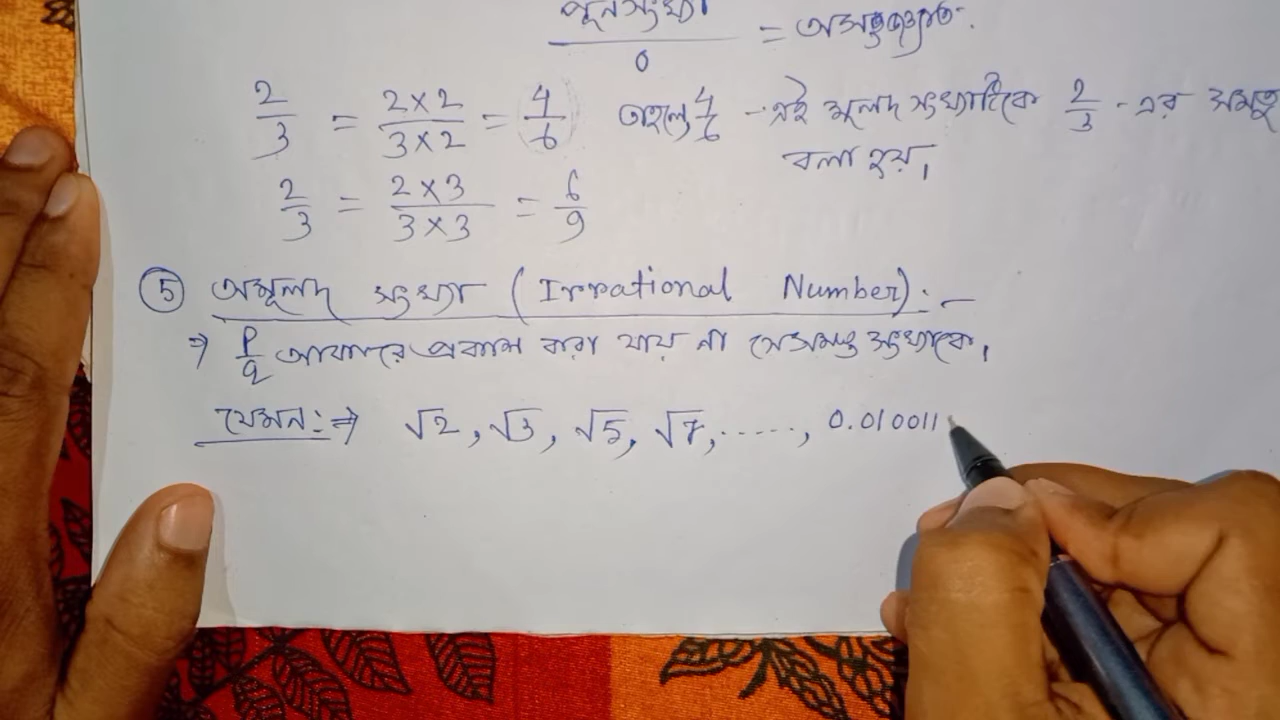 পূর্নসংখ্যা / 0 =
2/3 = 2×2/3×2 = 4/6 তাহলে 4/6 -এই মূলদ সংখ্যাটিকে 2/3 -এর সমতু
বলা হয়।
2/3 = 2×3/3×3 = 6/9
⑤ অমূলদ সংখ্যা (Irrational Number):-
⇒ p/q আকারে প্রকাশ করা যায় না সেসমস্ত সংখ্যাকে।
যেমন:⇒ √2, √3, √5, √7, ....., 0.010011